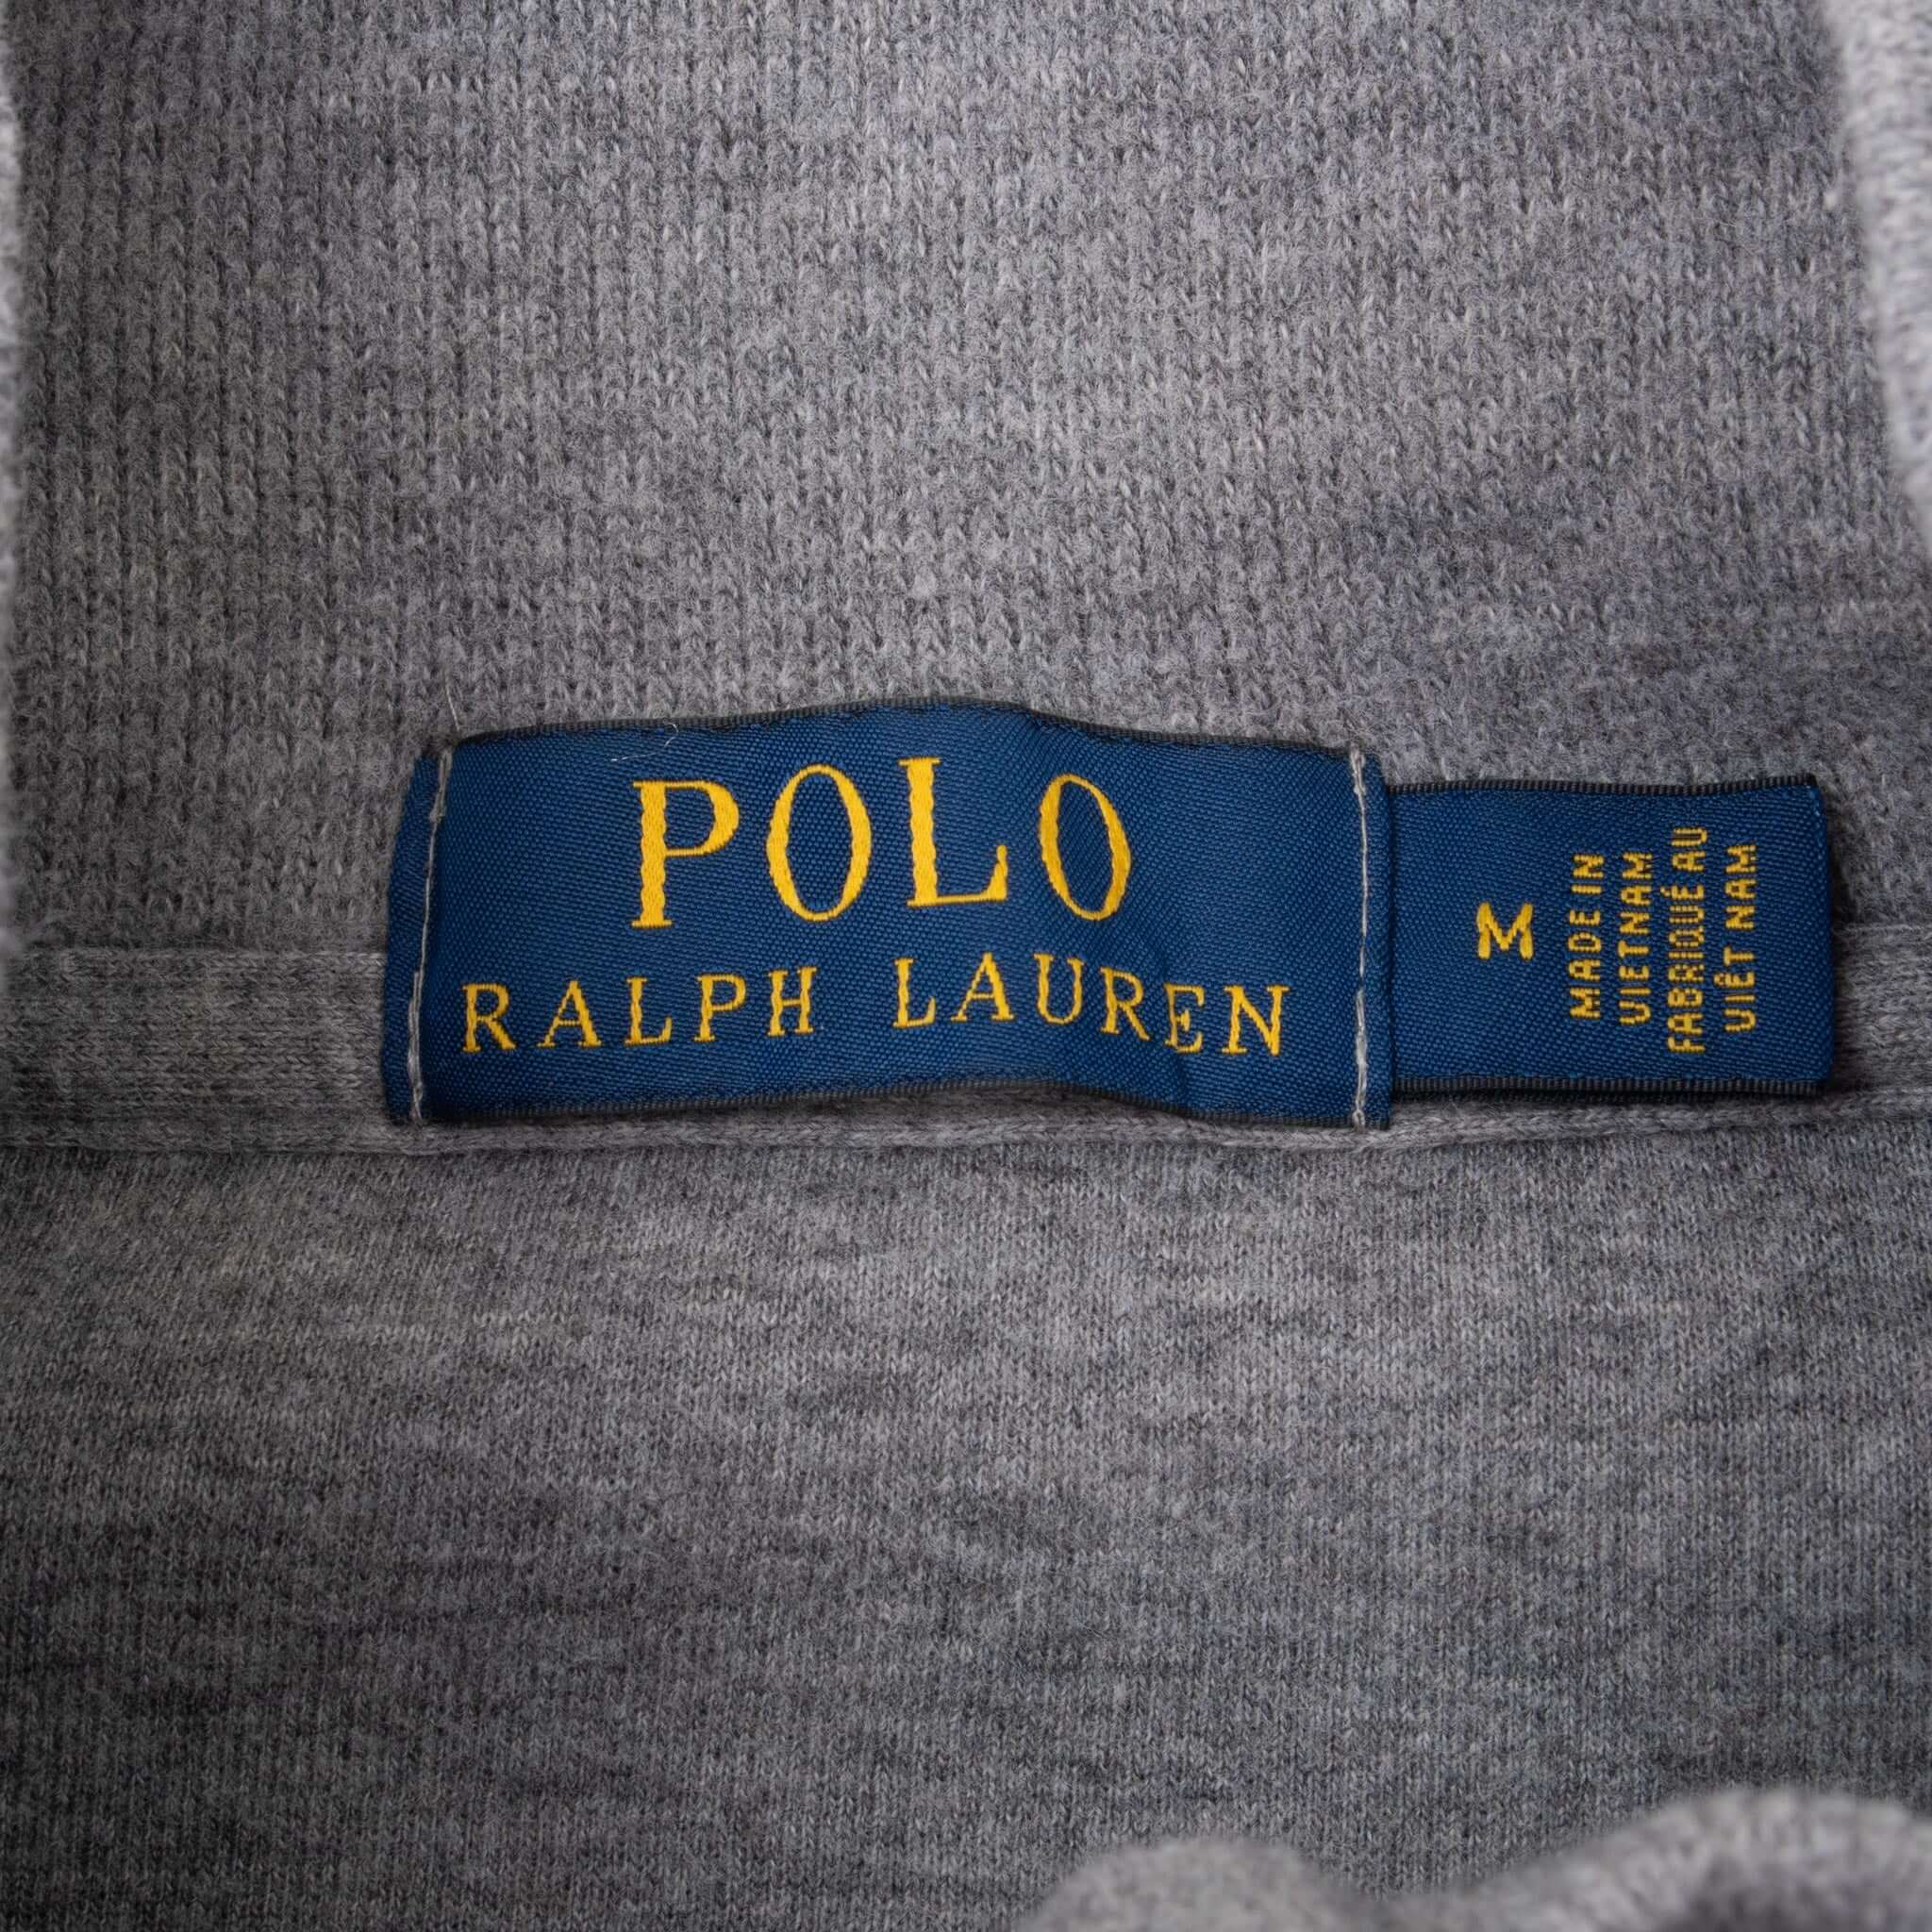 POLO
RALPH LAUREN
M
MADE IN
VIETNAM
FABRIQUÉ AU
VIÊT NAM